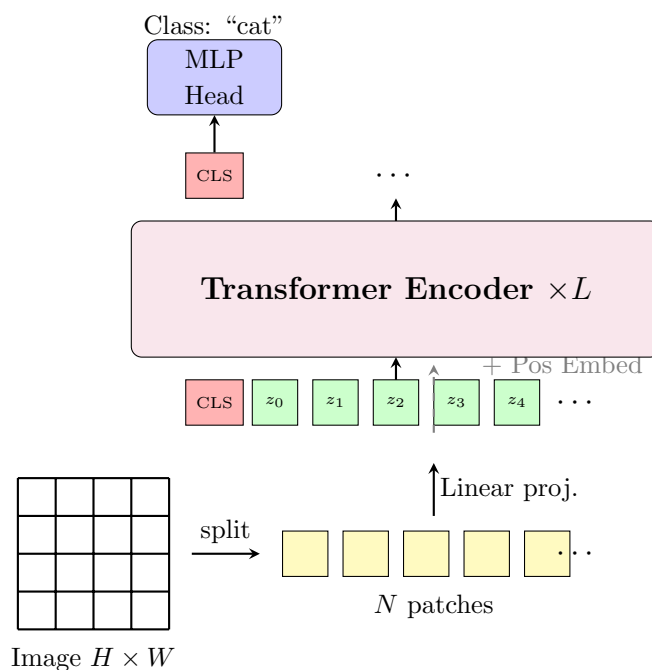 Class: “cat”
MLP
Head
CLS
···
Transformer Encoder ×L
+ Pos Embed
CLS z₀ z₁ z₂ z₃ z₄ ···
Linear proj.
split
···
N patches
Image H × W